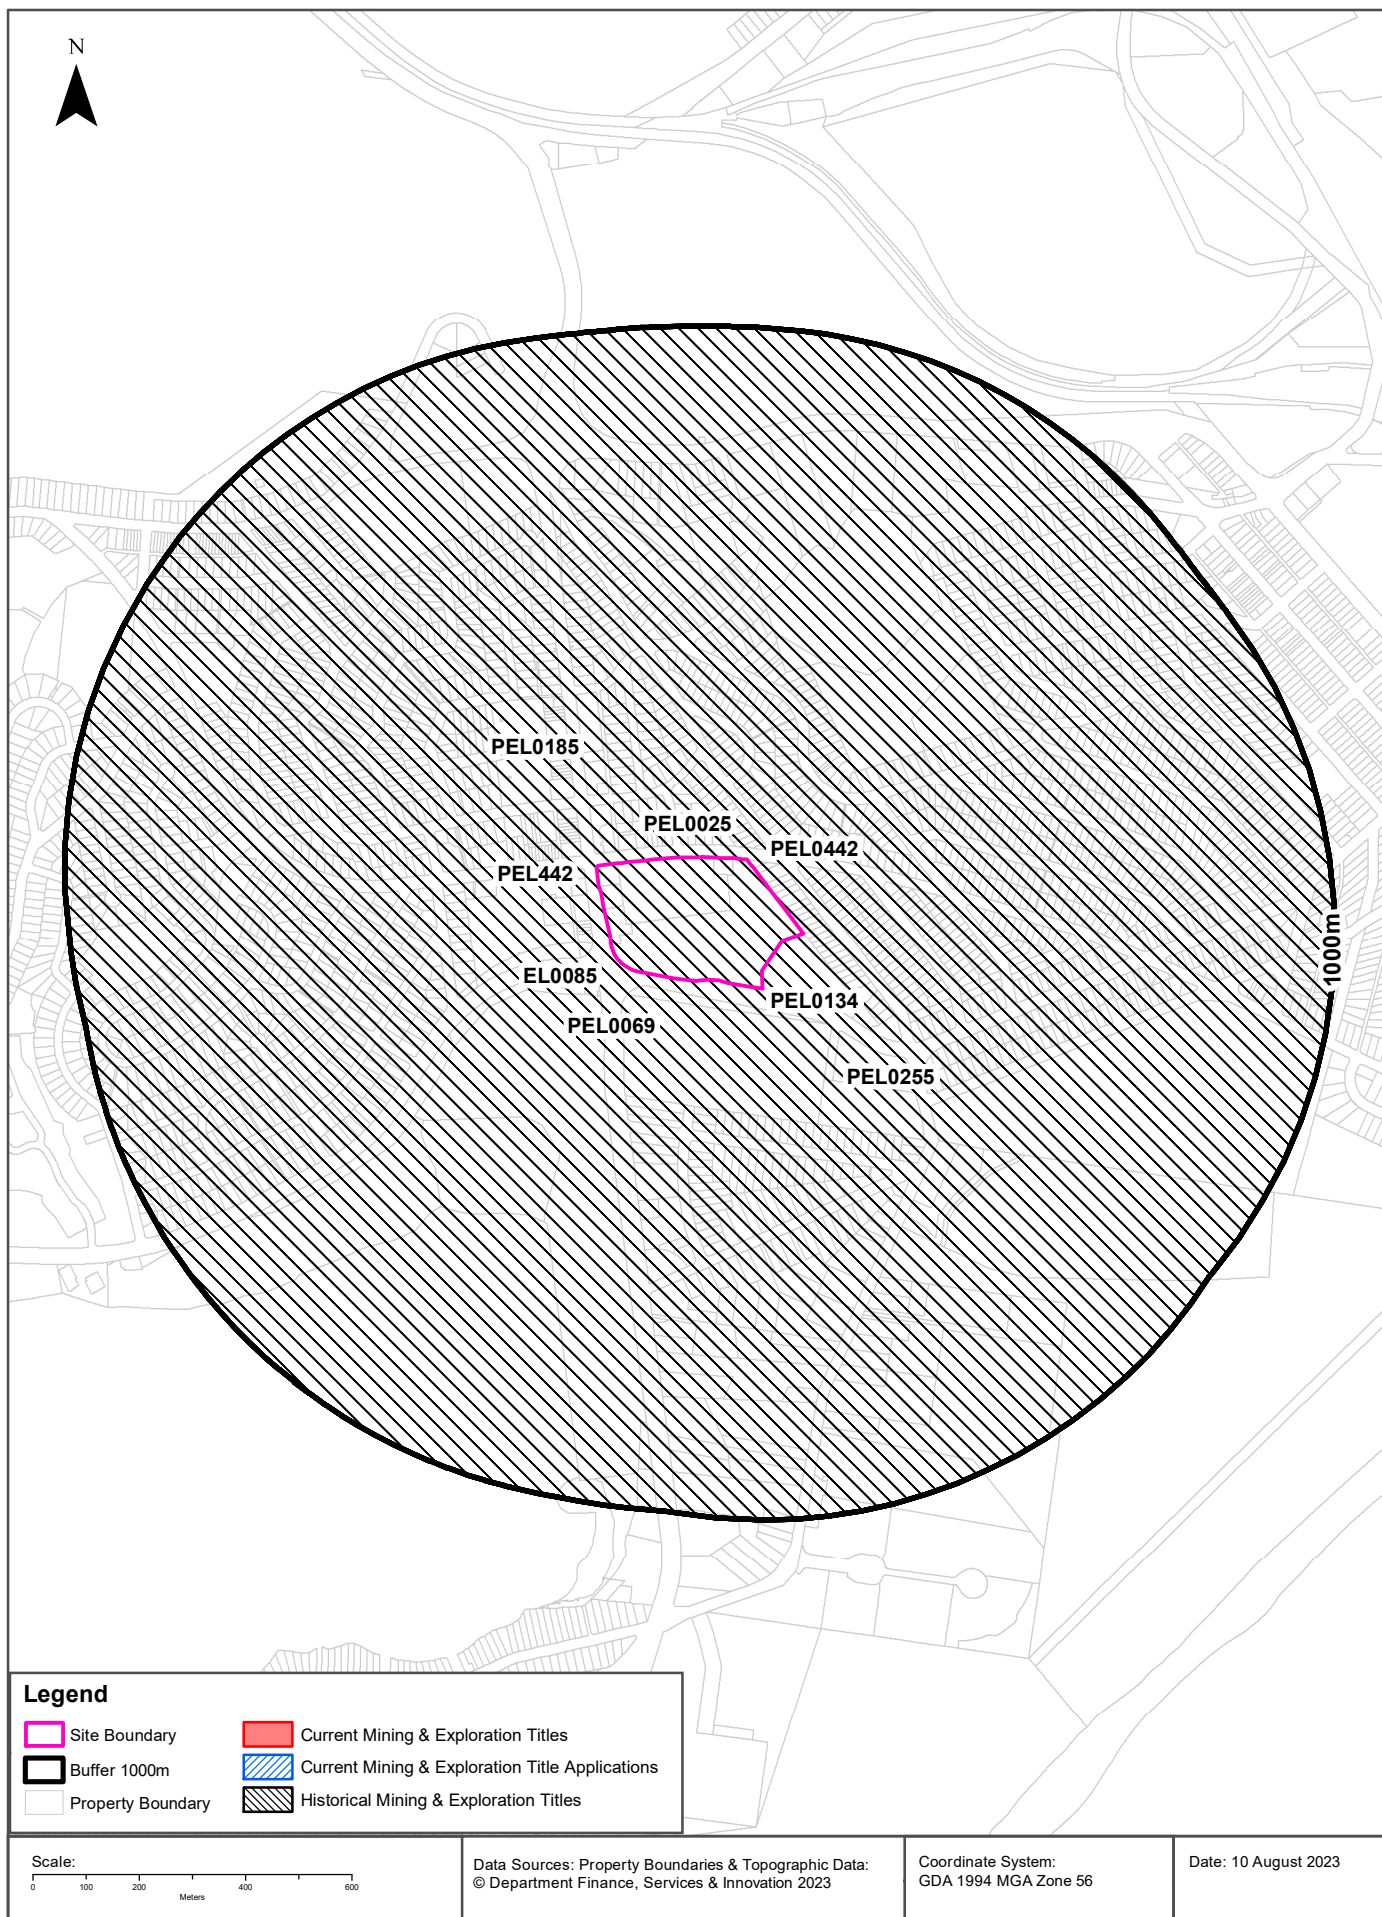 N
PEL0185
PEL0025
PEL0442
PEL442
1000m
EL0085
PEL0134
PEL0069
PEL0255
Legend
Site Boundary
Buffer 1000m
Property Boundary
Current Mining & Exploration Titles
Current Mining & Exploration Title Applications
Historical Mining & Exploration Titles
Scale:
0 100 200 400 600
Meters
Data Sources: Property Boundaries & Topographic Data:
© Department Finance, Services & Innovation 2023
Coordinate System:
GDA 1994 MGA Zone 56
Date: 10 August 2023